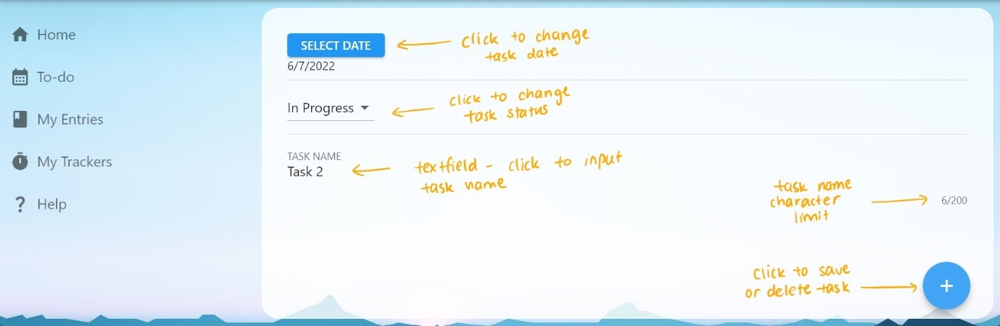 Home
To-do
My Entries
My Trackers
Help
SELECT DATE
6/7/2022
click to change
task date
In Progress
click to change
task status
TASK NAME
Task 2
textfield - click to input
task name
task name
character
limit
6/200
click to save
or delete task
+